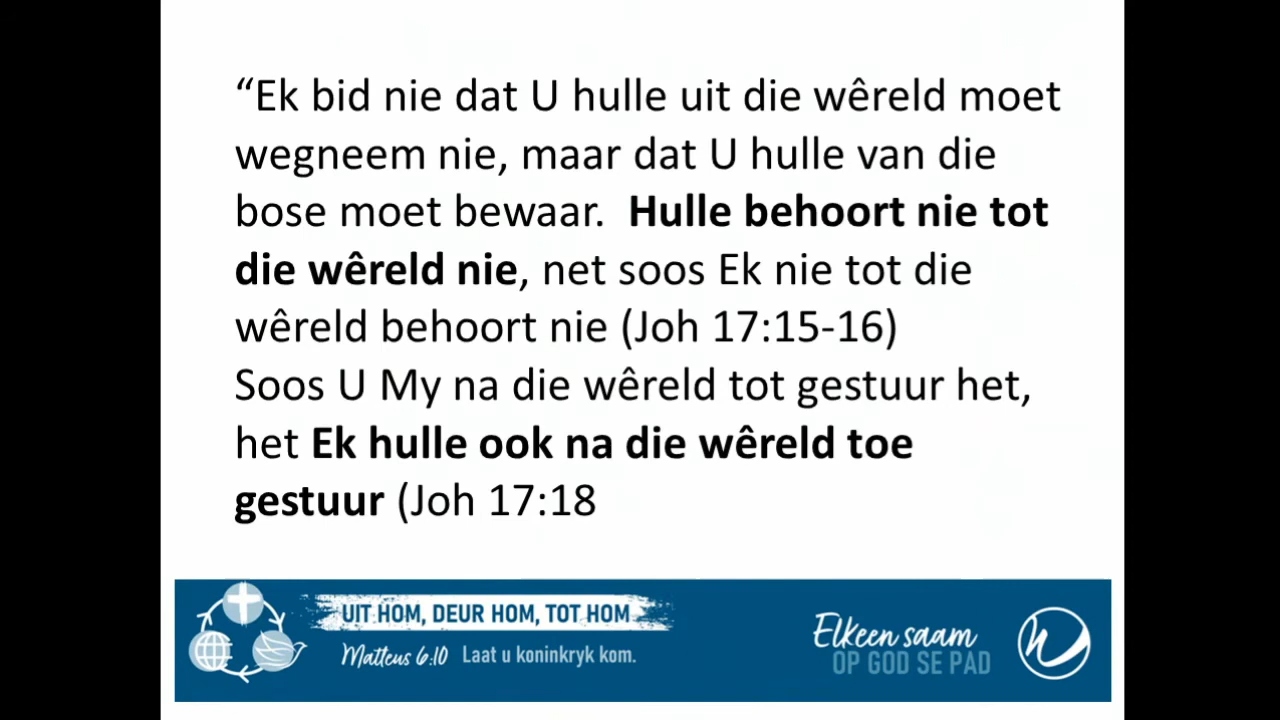 “Ek bid nie dat U hulle uit die wêreld moet
wegneem nie, maar dat U hulle van die
bose moet bewaar.  Hulle behoort nie tot
die wêreld nie, net soos Ek nie tot die
wêreld behoort nie (Joh 17:15-16)
Soos U My na die wêreld tot gestuur het,
het Ek hulle ook na die wêreld toe
gestuur (Joh 17:18
UIT HOM, DEUR HOM, TOT HOM
Matteus 6:10 Laat u koninkryk kom.
Elkeen saam
OP GOD SE PAD